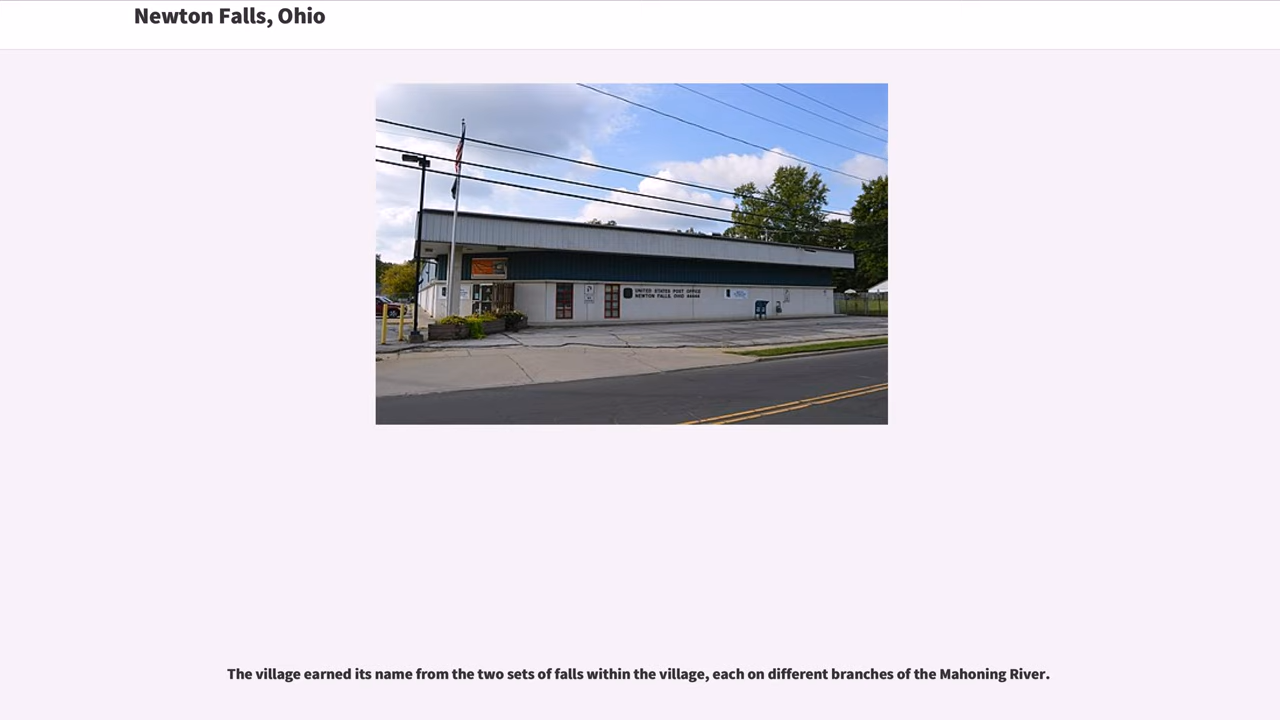 Newton Falls, Ohio
UNITED STATES POST OFFICE
NEWTON FALLS, OHIO 44444
The village earned its name from the two sets of falls within the village, each on different branches of the Mahoning River.